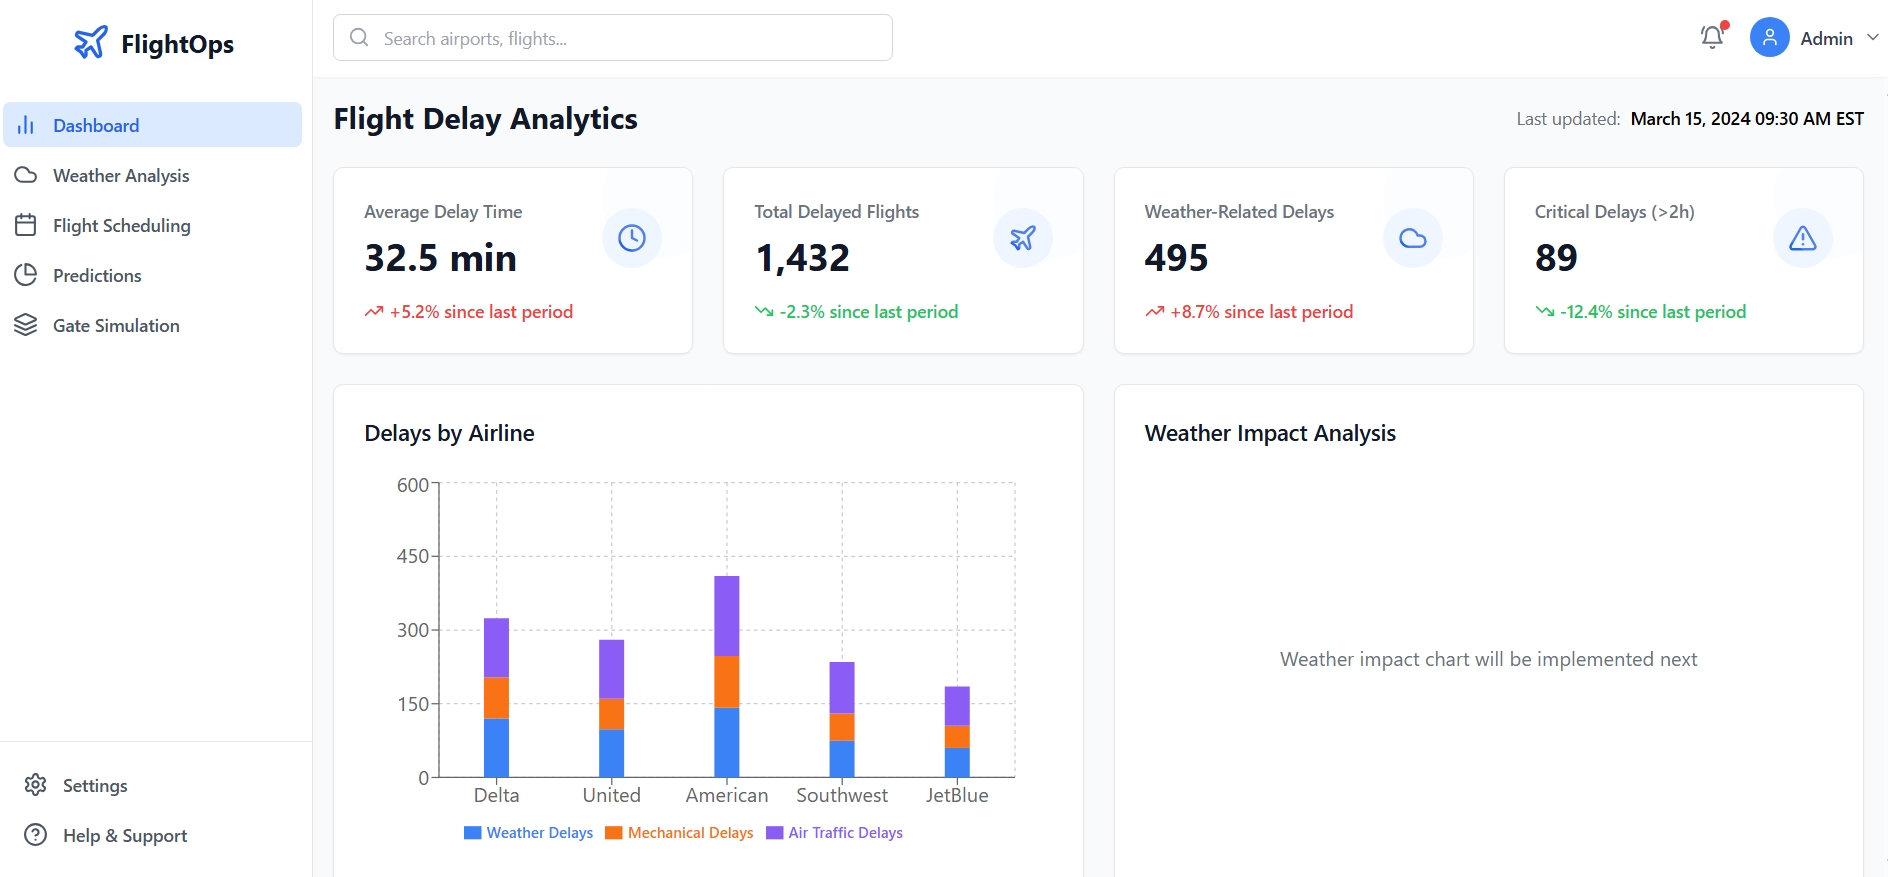 FlightOps
Search airports, flights...
Admin
Dashboard
Weather Analysis
Flight Scheduling
Predictions
Gate Simulation
Settings
Help & Support
Flight Delay Analytics
Last updated: March 15, 2024 09:30 AM EST
Average Delay Time
32.5 min
+5.2% since last period
Total Delayed Flights
1,432
-2.3% since last period
Weather-Related Delays
495
+8.7% since last period
Critical Delays (>2h)
89
-12.4% since last period
Delays by Airline
600
450
300
150
0
Delta United American Southwest JetBlue
Weather Delays Mechanical Delays Air Traffic Delays
Weather Impact Analysis
Weather impact chart will be implemented next